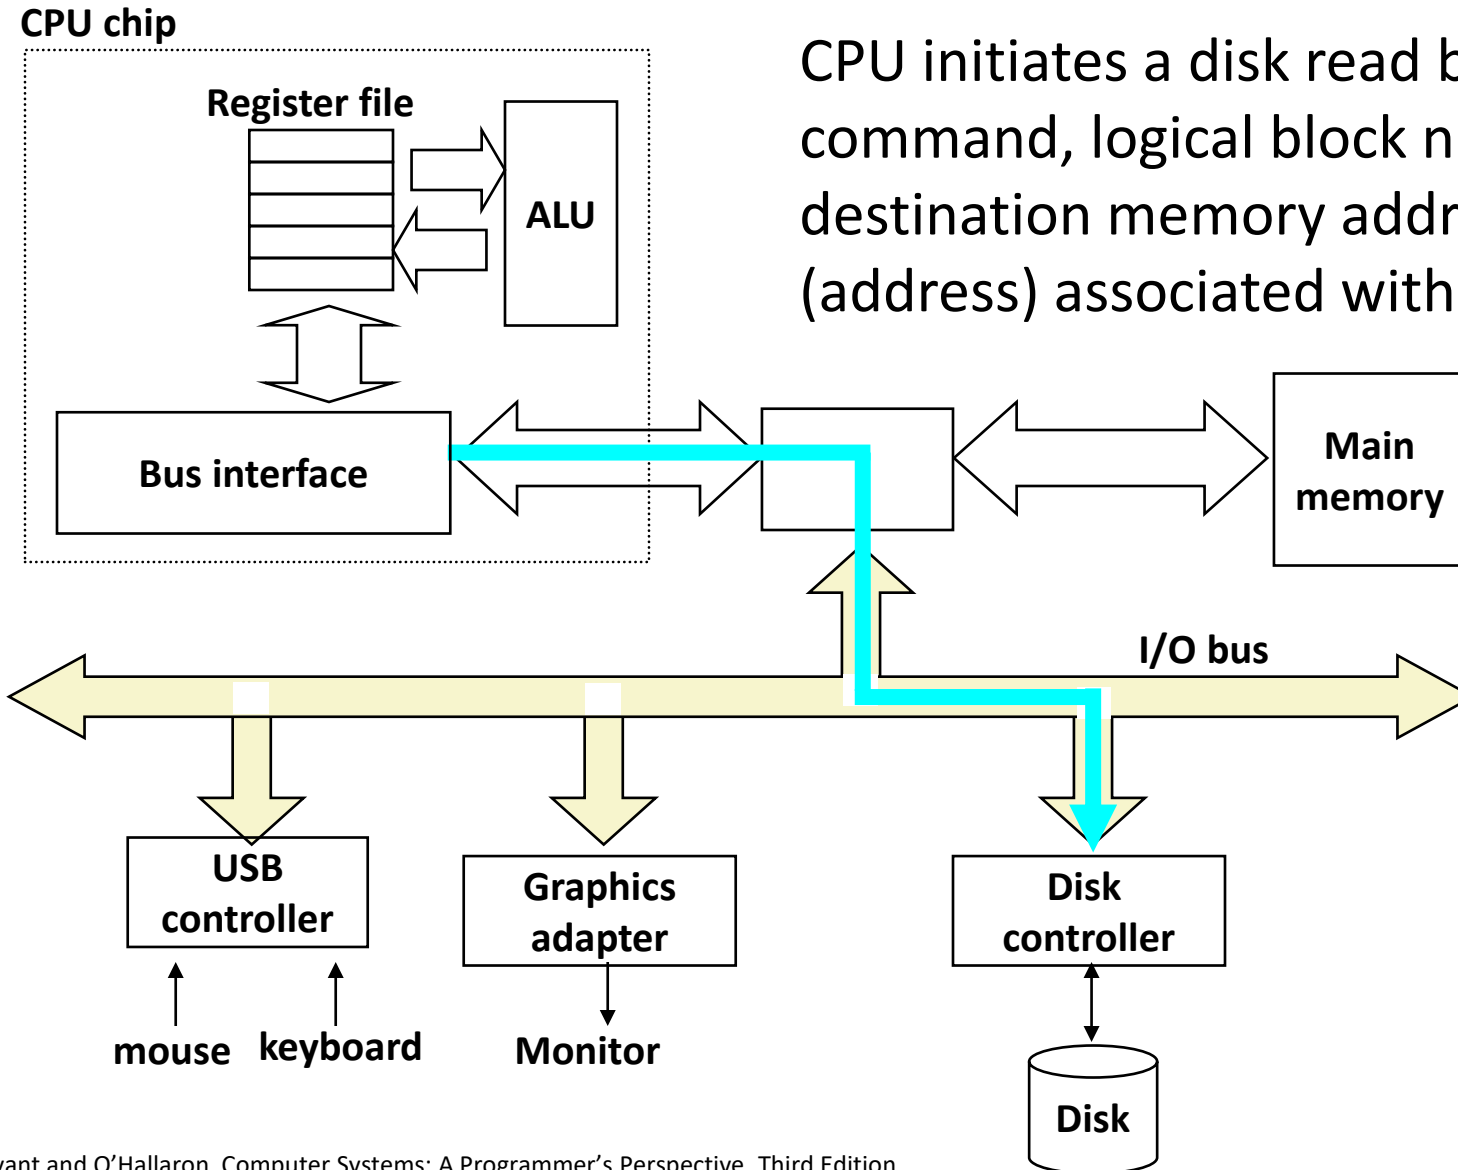 CPU chip
CPU initiates a disk read
command, logical block
destination memory
(address) associated with
Register file
ALU
Bus interface
Main
memory
I/O bus
USB
controller
Graphics
adapter
Disk
controller
mouse
keyboard
Monitor
Disk
and O'Hallaron, Computer Systems: A Programmer's Perspective, Third Edition